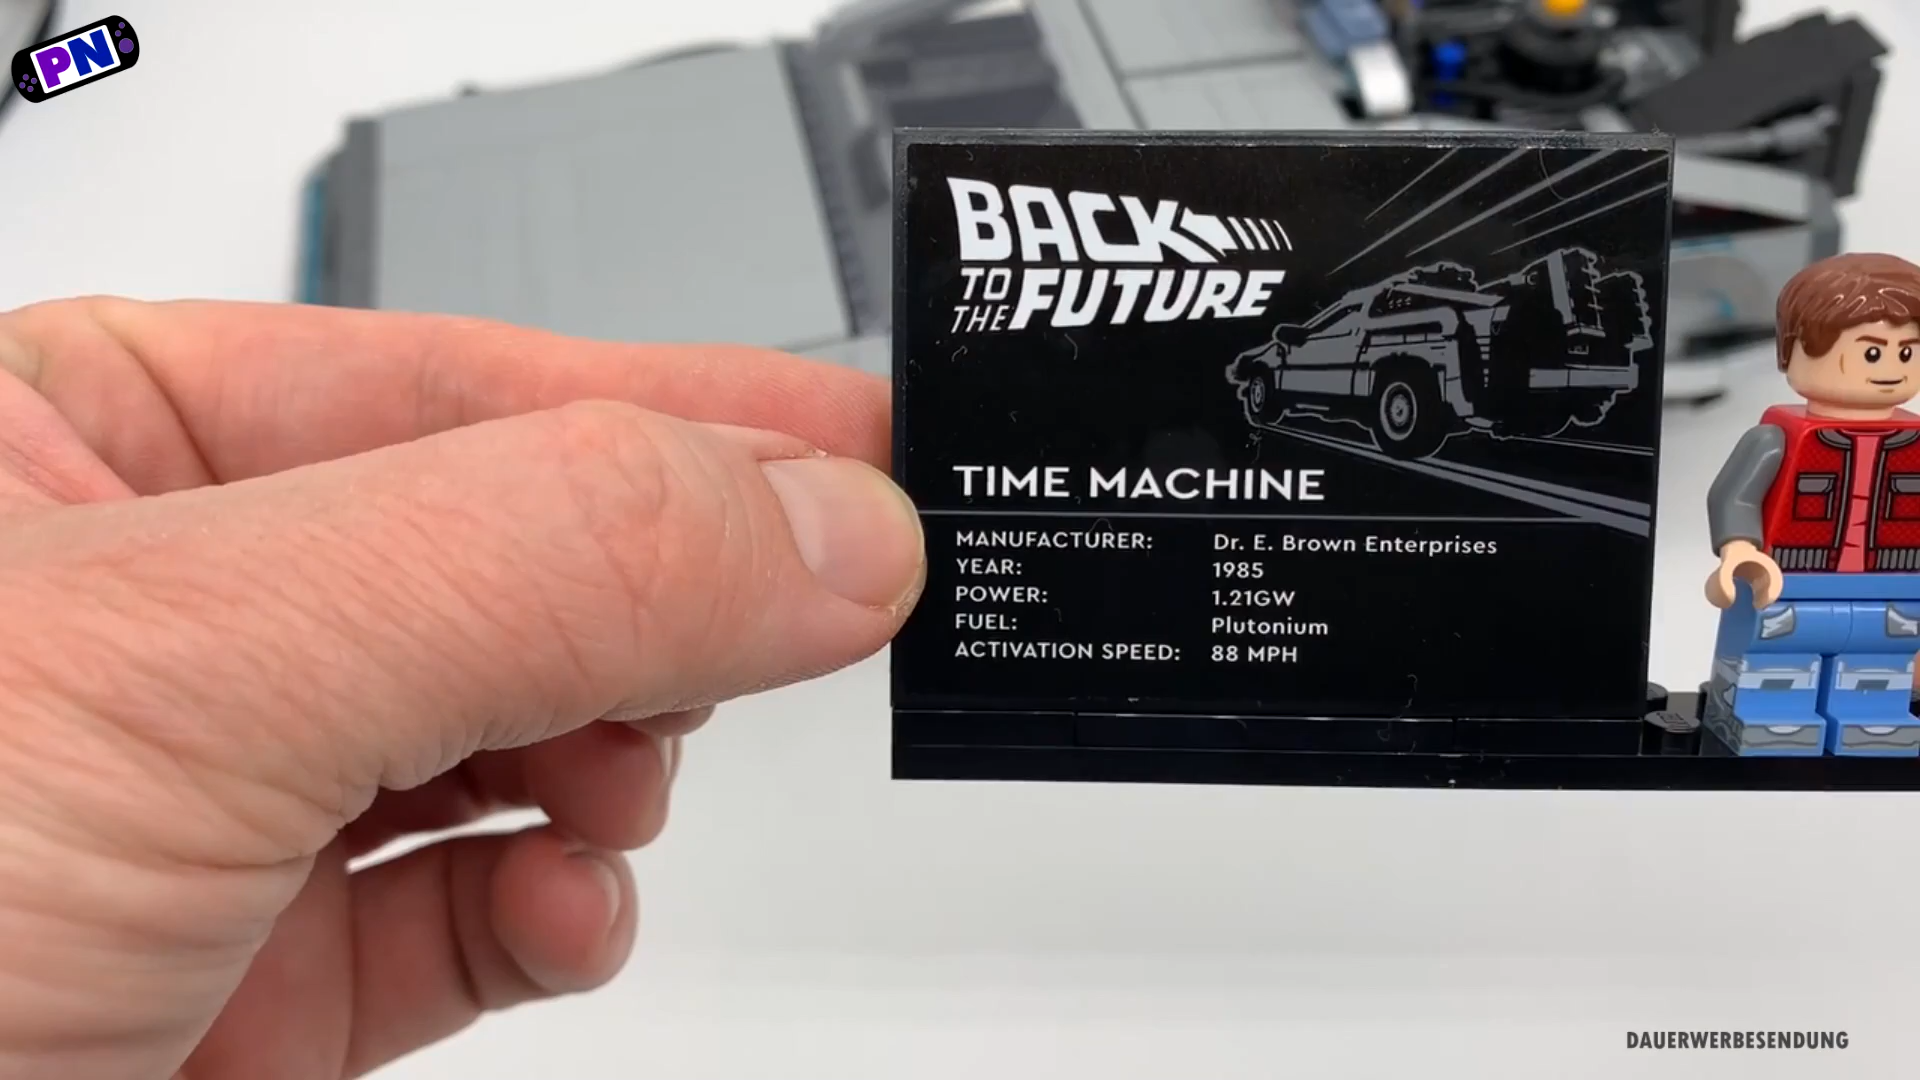 PN
BACK
TO
THE FUTURE
TIME MACHINE
MANUFACTURER: Dr. E. Brown Enterprises
YEAR: 1985
POWER: 1.21GW
FUEL: Plutonium
ACTIVATION SPEED: 88 MPH
DAUERWERBESENDUNG